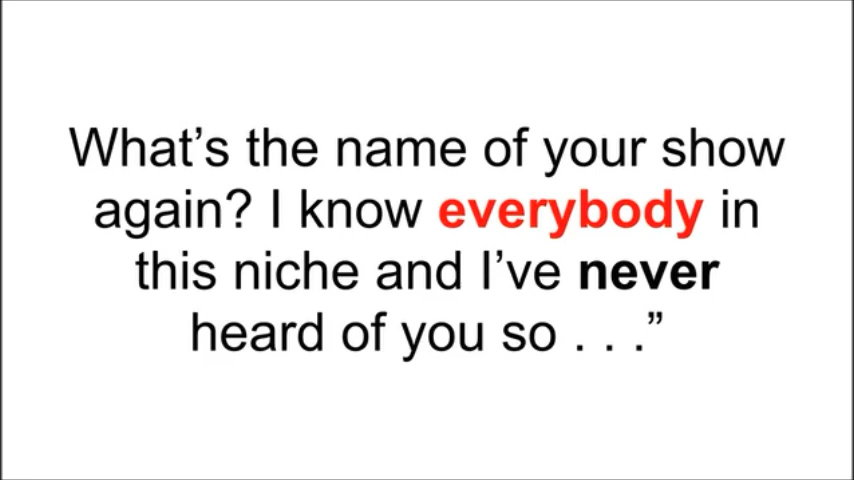 What’s the name of your show
again? I know everybody in
this niche and I’ve never
heard of you so . . .”